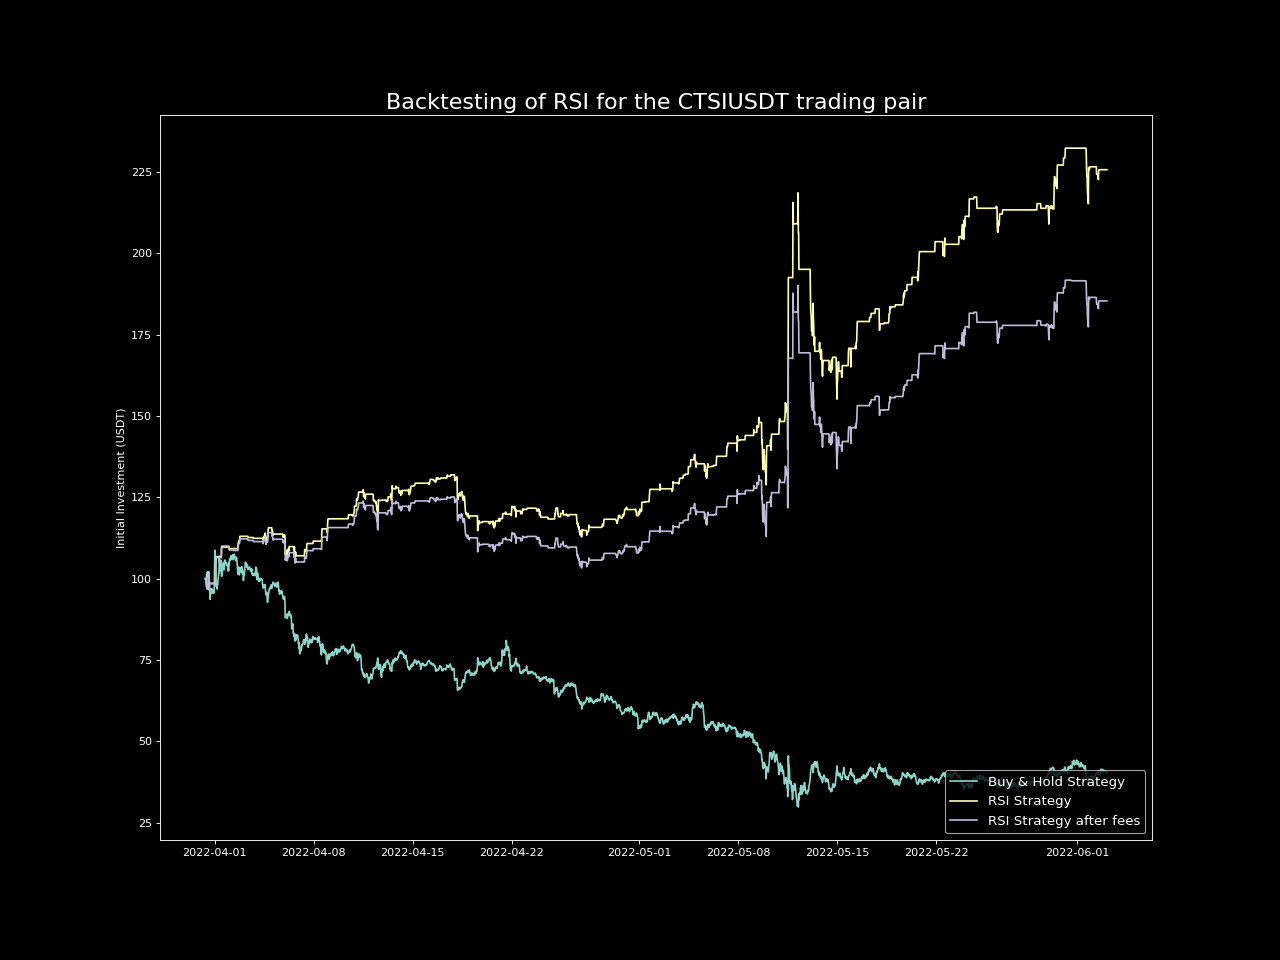 Backtesting of RSI for the CTSIUSDT trading pair
Initial Investment (USDT)
225
200
175
150
125
100
75
50
25
2022-04-01 2022-04-08 2022-04-15 2022-04-22 2022-05-01 2022-05-08 2022-05-15 2022-05-22 2022-06-01
Buy & Hold Strategy
RSI Strategy
RSI Strategy after fees